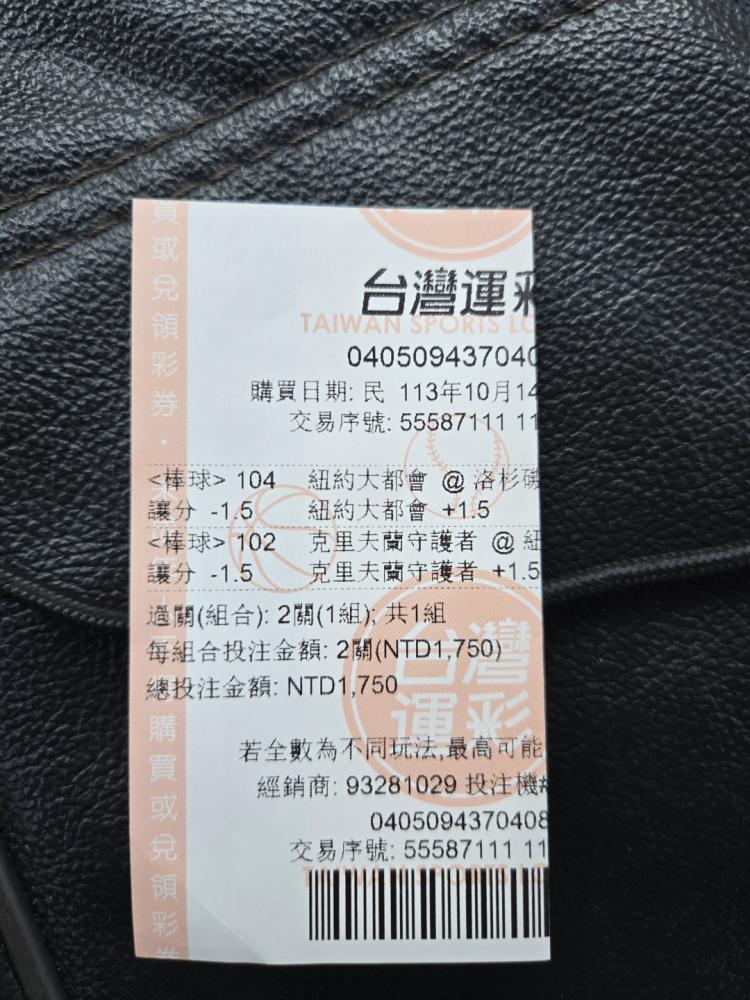 台灣運
TAIWAN SPORTS LO
04050943704
購買日期: 民 113年10月14
交易序號: 55587111 11
<棒球> 104 紐約大都會 @ 洛杉磯
讓分 -1.5 紐約大都會 +1.5
<棒球> 102 克里夫蘭守護者 @ 紐
讓分 -1.5 克里夫蘭守護者 +1.5
過關(組合): 2關(1組); 共1組
每組合投注金額: 2關(NTD1,750)
總投注金額: NTD1,750
台灣
運彩
若全數為不同玩法,最高可能
經銷商: 93281029 投注機#
0405094370408
交易序號: 55587111 11
買或兌領彩券・
購買或兌領彩券